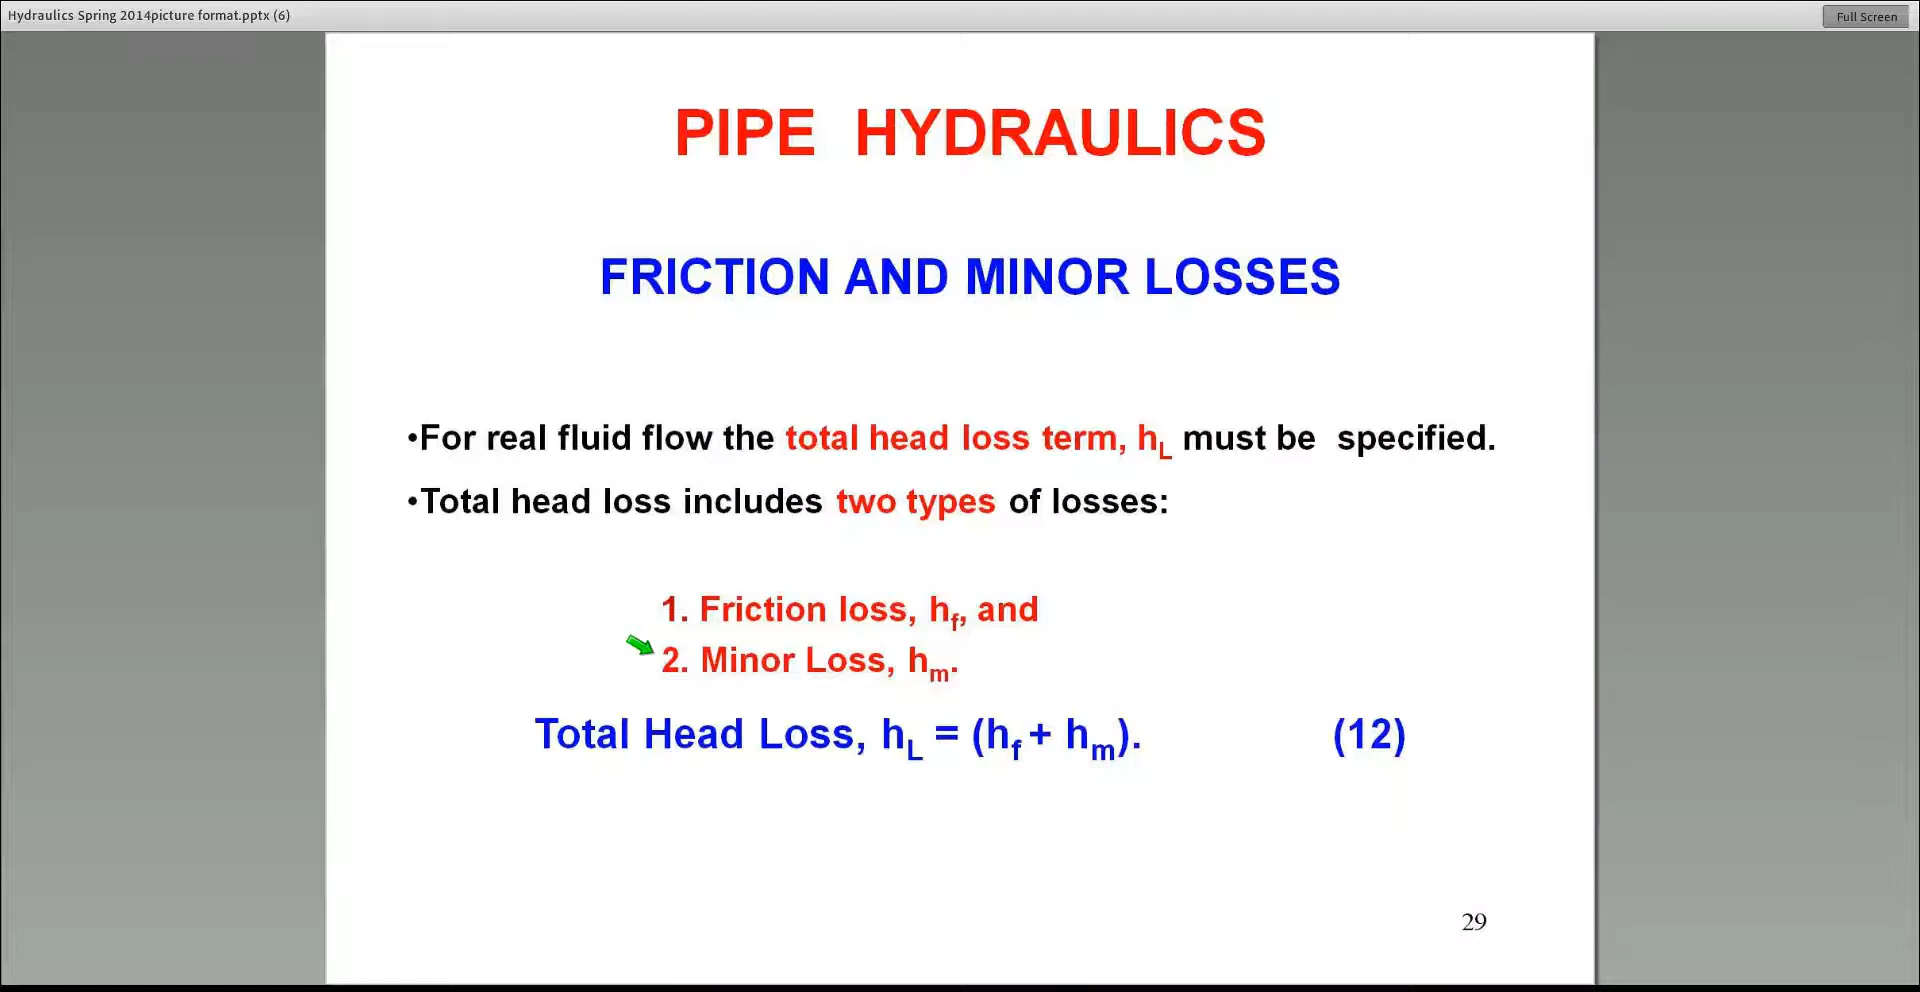 Hydraulics Spring 2014picture format.pptx (6)
Full Screen
PIPE HYDRAULICS
FRICTION AND MINOR LOSSES
•For real fluid flow the total head loss term, hL must be specified.
•Total head loss includes two types of losses:
1. Friction loss, hf, and
2. Minor Loss, hm.
Total Head Loss, hL = (hf + hm). (12)
29